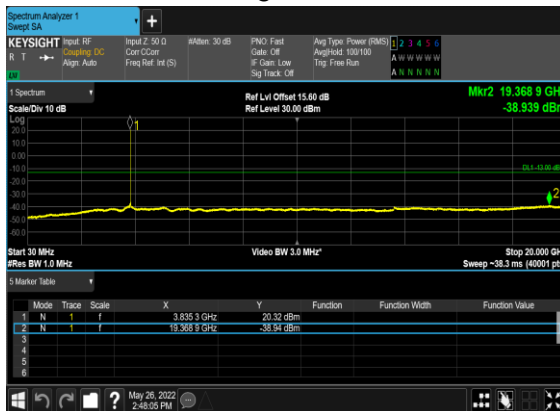 Spectrum Analyzer 1
Swept SA
KEYSIGHT Input: RF Input Z: 50 Ω #Atten: 30 dB PNO: Fast Avg Type: Power (RMS) 1 2 3 4 5 6
R T Coupling: DC Corr CCorr Gate: Off Avg|Hold: 100/100 A W W W W W
Align: Auto Freq Ref: Int (S) IF Gain: Low Trig: Free Run
LXI Sig Track: Off A N N N N N
1 Spectrum Ref Lvl Offset 15.60 dB Mkr2 19.368 9 GH
Scale/Div 10 dB Ref Level 30.00 dBm -38.939 dBr
Log
20.0
10.0
0.00
-10.0
DL1 -13.00 dB
-20.0
-30.0
-40.0
-50.0
-60.0
1
2
Start 30 MHz Video BW 3.0 MHz* Stop 20.000 GH
#Res BW 1.0 MHz Sweep ~38.3 ms (40001 pt
5 Marker Table
Mode Trace Scale X Y Function Function Width Function Value
1 N 1 f 3.835 3 GHz 20.32 dBm
2 N 1 f 19.368 9 GHz -38.94 dBm
3
4
5
6
? May 26, 2022
2:48:05 PM